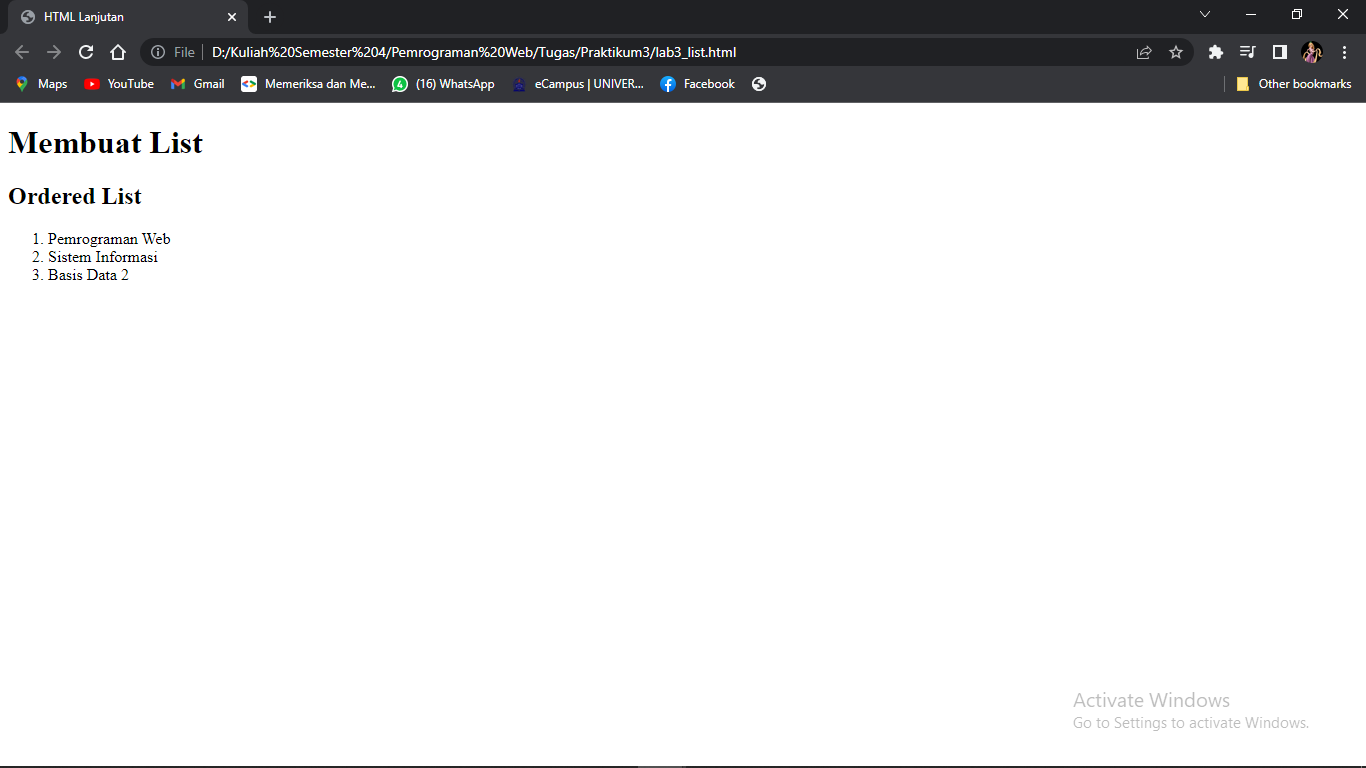 HTML Lanjutan
File D:/Kuliah%20Semester%204/Pemrograman%20Web/Tugas/Praktikum3/lab3_list.html
Maps YouTube Gmail Memeriksa dan Me... (16) WhatsApp eCampus | UNIVER... Facebook Other bookmarks
Membuat List
Ordered List
1. Pemrograman Web
2. Sistem Informasi
3. Basis Data 2
Activate Windows
Go to Settings to activate Windows.